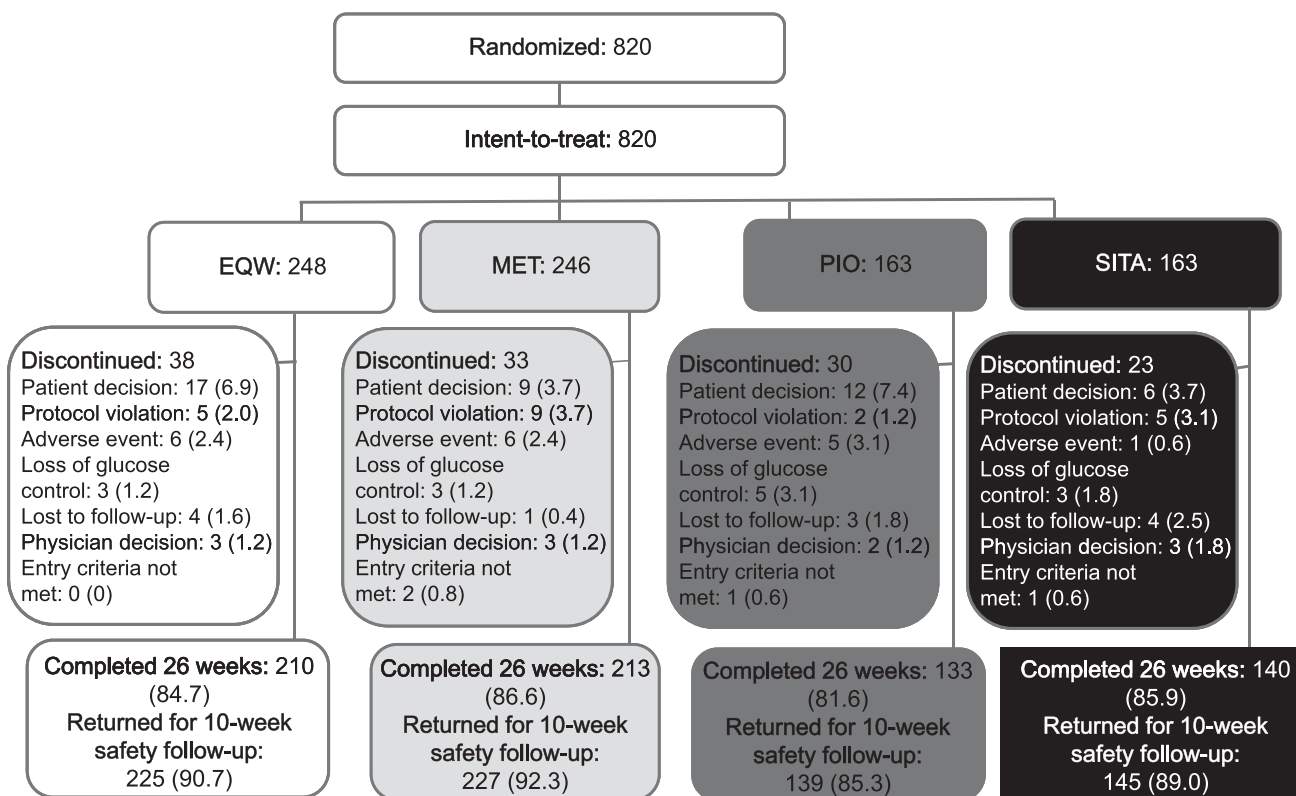 Randomized: 820
Intent-to-treat: 820
EQW: 248
MET: 246
PIO: 163
SITA: 163
Discontinued: 38
Patient decision: 17 (6.9)
Protocol violation: 5 (2.0)
Adverse event: 6 (2.4)
Loss of glucose
control: 3 (1.2)
Lost to follow-up: 4 (1.6)
Physician decision: 3 (1.2)
Entry criteria not
met: 0 (0)
Discontinued: 33
Patient decision: 9 (3.7)
Protocol violation: 9 (3.7)
Adverse event: 6 (2.4)
Loss of glucose
control: 3 (1.2)
Lost to follow-up: 1 (0.4)
Physician decision: 3 (1.2)
Entry criteria not
met: 2 (0.8)
Discontinued: 30
Patient decision: 12 (7.4)
Protocol violation: 2 (1.2)
Adverse event: 5 (3.1)
Loss of glucose
control: 5 (3.1)
Lost to follow-up: 3 (1.8)
Physician decision: 2 (1.2)
Entry criteria not
met: 1 (0.6)
Discontinued: 23
Patient decision: 6 (3.7)
Protocol violation: 5 (3.1)
Adverse event: 1 (0.6)
Loss of glucose
control: 3 (1.8)
Lost to follow-up: 4 (2.5)
Physician decision: 3 (1.8)
Entry criteria not
met: 1 (0.6)
Completed 26 weeks: 210
(84.7)
Returned for 10-week
safety follow-up:
225 (90.7)
Completed 26 weeks: 213
(86.6)
Returned for 10-week
safety follow-up:
227 (92.3)
Completed 26 weeks: 133
(81.6)
Returned for 10-week
safety follow-up:
139 (85.3)
Completed 26 weeks: 140
(85.9)
Returned for 10-week
safety follow-up:
145 (89.0)